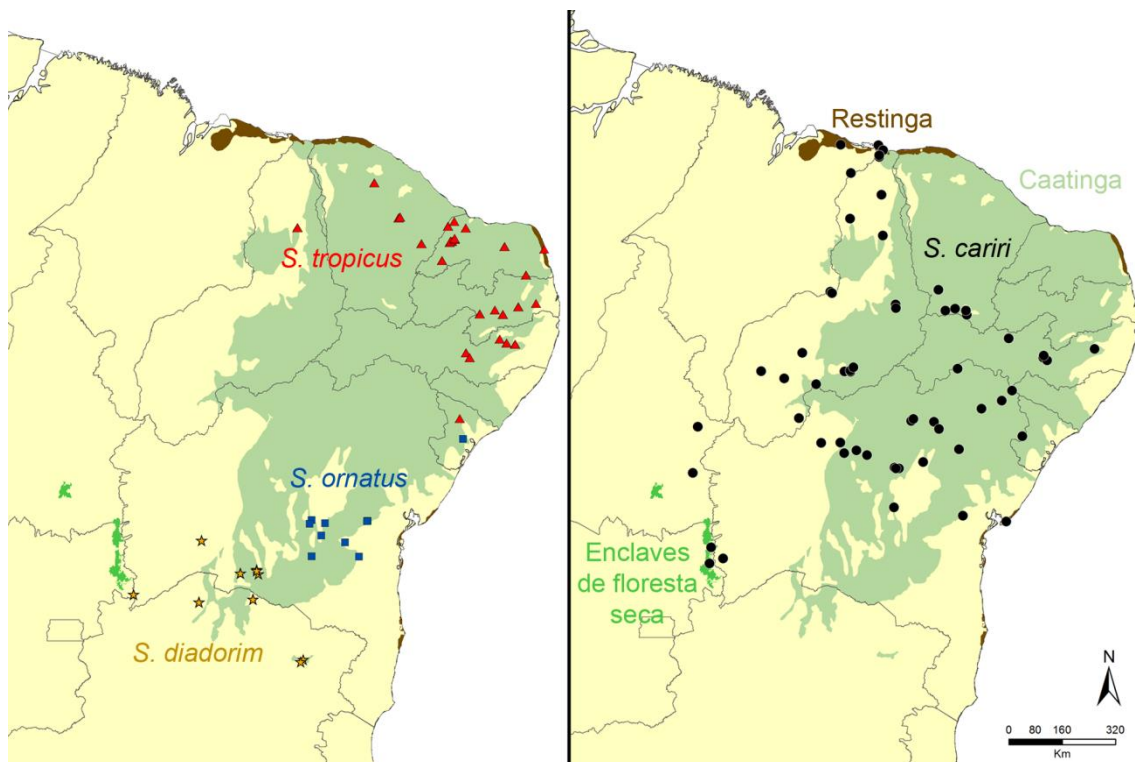 S. tropicus
S. ornatus
S. diadorim
Restinga
Caatinga
S. cariri
Enclaves
de floresta
seca
N
0 80 160 320
Km